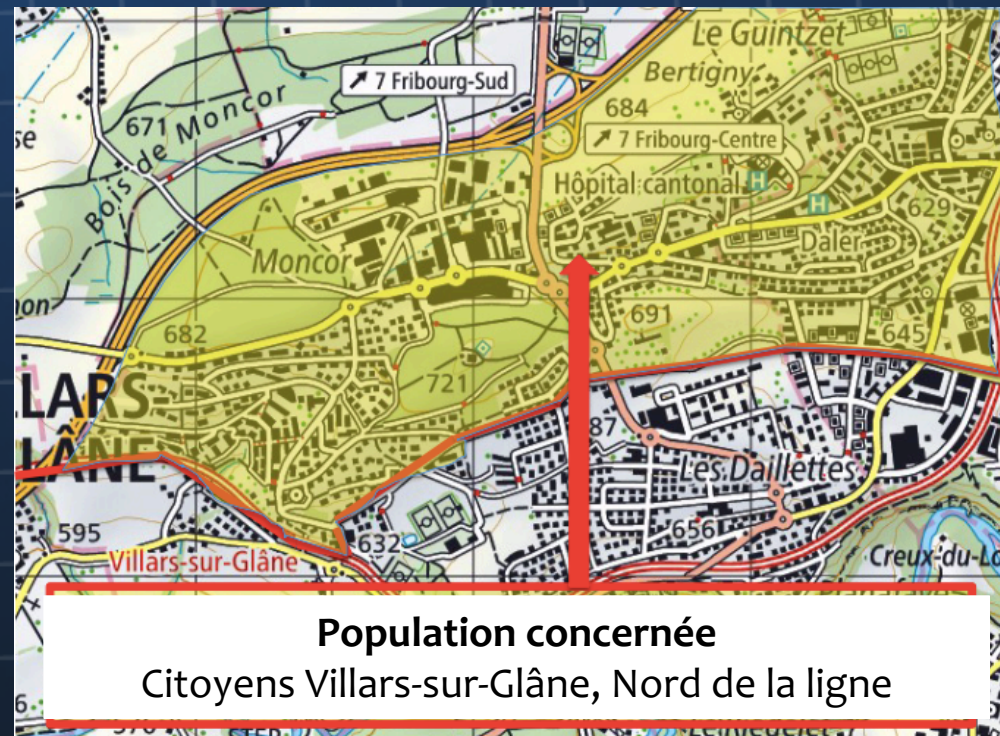 Le Guintzet
7 Fribourg-Sud
Bertigny
684
671
Bois de Moncor
7 Fribourg-Centre
Hôpital cantonal H
H
629
Moncor
Daler
682
691
645
721
LARS-
LÂNE
87
Les Daillettes
656
595
632
Villars-sur-Glâne
Creux-du-Lo
Population concernée
Citoyens Villars-sur-Glâne, Nord de la ligne